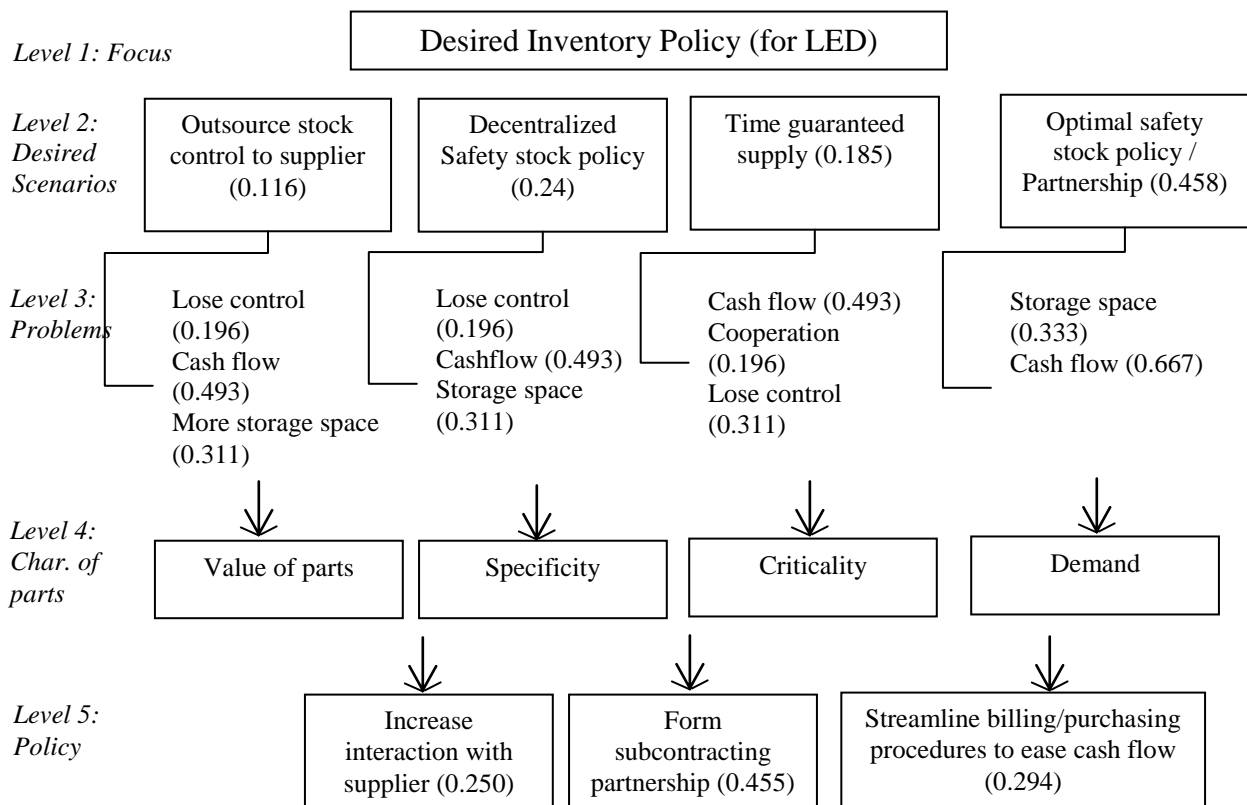 Level 1: Focus
Desired Inventory Policy (for LED)
Level 2:
Desired
Scenarios
Outsource stock
control to supplier
(0.116)
Decentralized
Safety stock policy
(0.24)
Time guaranteed
supply (0.185)
Optimal safety
stock policy /
Partnership (0.458)
Level 3:
Problems
Lose control
(0.196)
Cash flow
(0.493)
More storage space
(0.311)
Lose control
(0.196)
Cashflow (0.493)
Storage space
(0.311)
Cash flow (0.493)
Cooperation
(0.196)
Lose control
(0.311)
Storage space
(0.333)
Cash flow (0.667)
Level 4:
Char. of
parts
Value of parts
Specificity
Criticality
Demand
Level 5:
Policy
Increase
interaction with
supplier (0.250)
Form
subcontracting
partnership (0.455)
Streamline billing/purchasing
procedures to ease cash flow
(0.294)